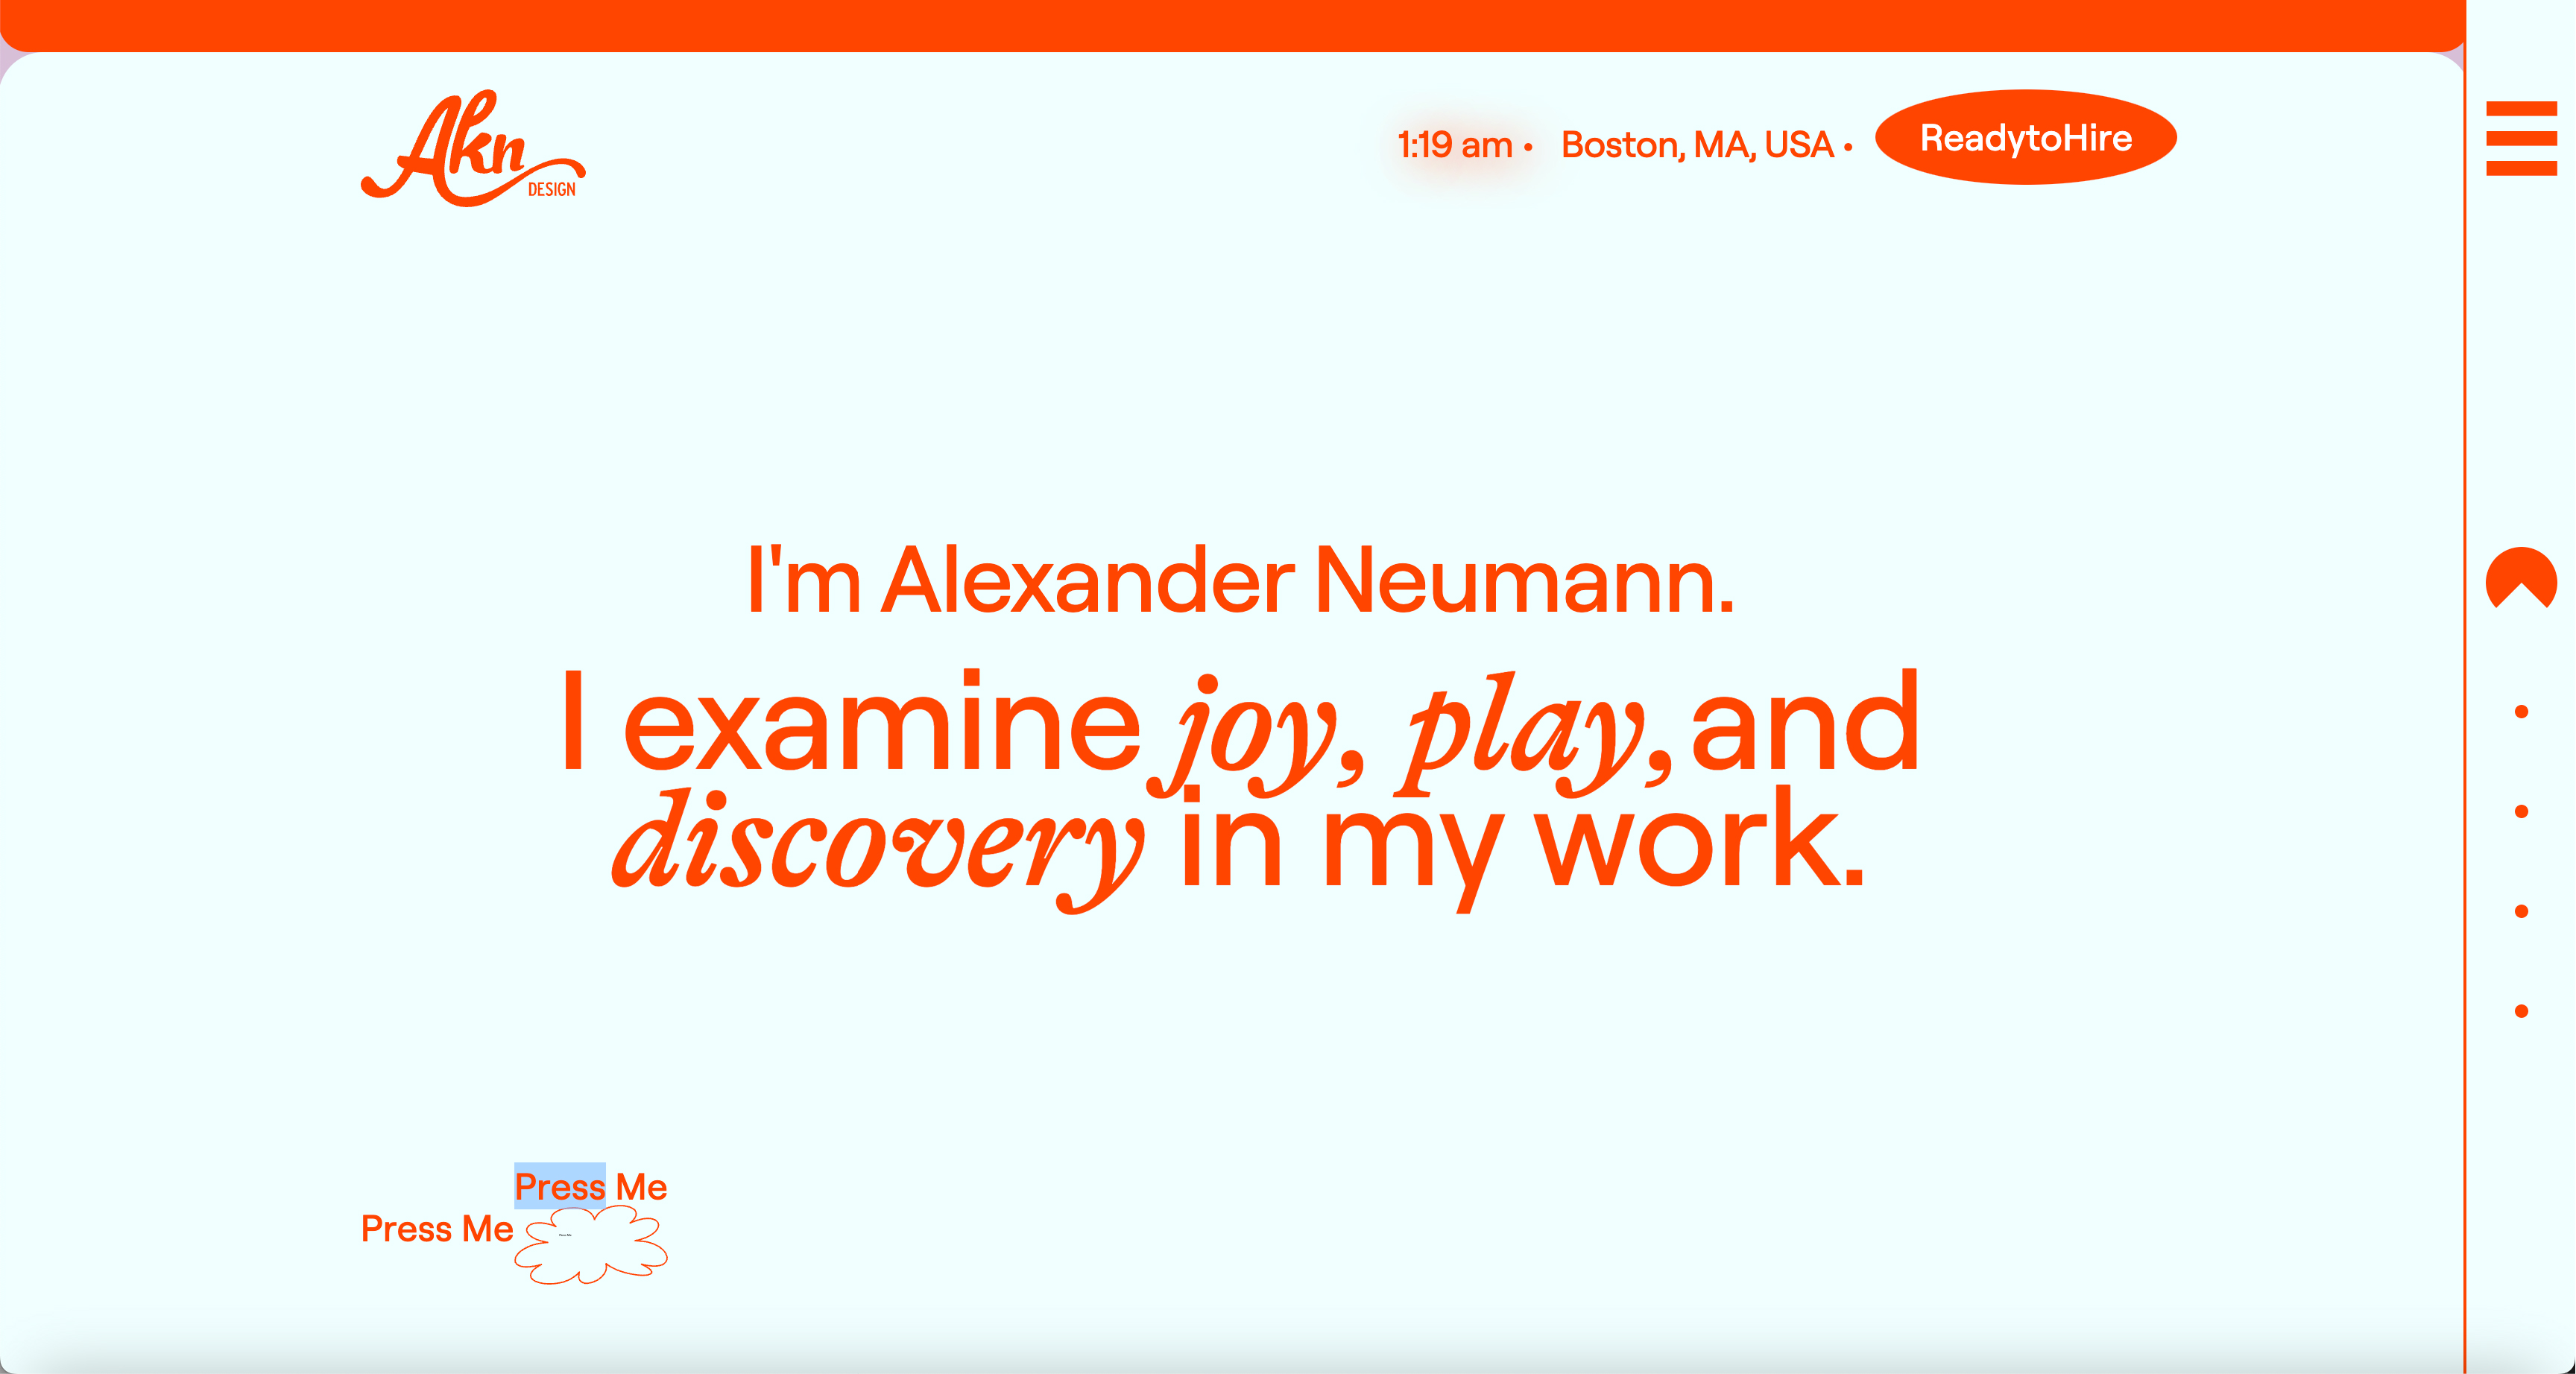 Akn
DESIGN
1:19 am • Boston, MA, USA • ReadytoHire
I'm Alexander Neumann.
I examine joy, play, and
discovery in my work.
Press Me
Press Me